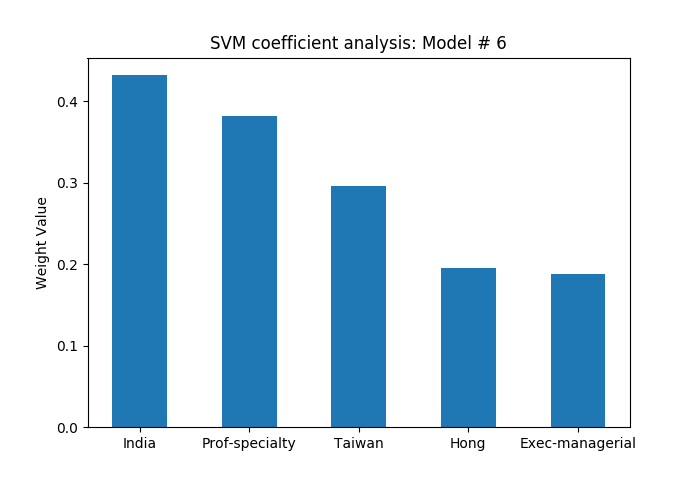 SVM coefficient analysis: Model # 6
Weight Value
0.4
0.3
0.2
0.1
0.0
India Prof-specialty Taiwan Hong Exec-managerial